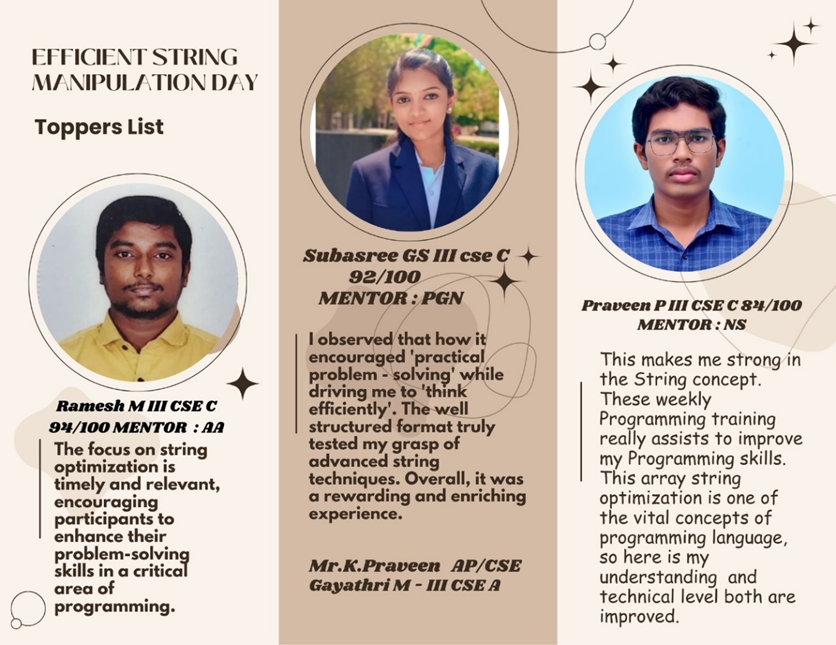 EFFICIENT STRING
MANIPULATION DAY
Toppers List
Ramesh M III CSE C
94/100 MENTOR : AA
The focus on string
optimization is
timely and relevant,
encouraging
participants to
enhance their
problem-solving
skills in a critical
area of
programming.
Subasree GS III cse C
92/100
MENTOR : PGN
I observed that how it
encouraged 'practical
problem - solving' while
driving me to 'think
efficiently'. The well
structured format truly
tested my grasp of
advanced string
techniques. Overall, it was
a rewarding and enriching
experience.
Mr.K.Praveen AP/CSE
Gayathri M - III CSE A
Praveen P III CSE C 84/100
MENTOR : NS
This makes me strong in
the String concept.
These weekly
Programming training
really assists to improve
my Programming skills.
This array string
optimization is one of
the vital concepts of
programming language,
so here is my
understanding and
technical level both are
improved.